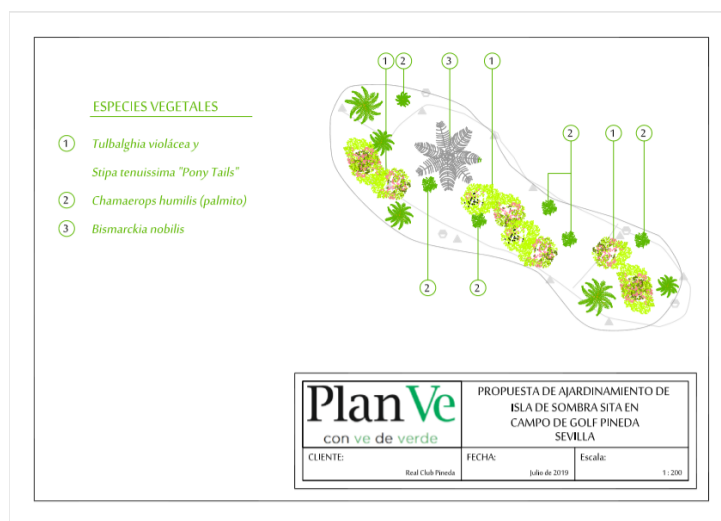 1 2 3 1
ESPECIES VEGETALES
1 Tulbalghia violácea y
Stipa tenuissima "Pony Tails"
2 Chamaerops humilis (palmito)
3 Bismarckia nobilis
2 1 2
2 2
Plan Ve
con ve de verde
PROPUESTA DE AJARDINAMIENTO DE
ISLA DE SOMBRA SITA EN
CAMPO DE GOLF PINEDA
SEVILLA
CLIENTE:
Real Club Pineda
FECHA:
Julio de 2019
Escala:
1 : 200